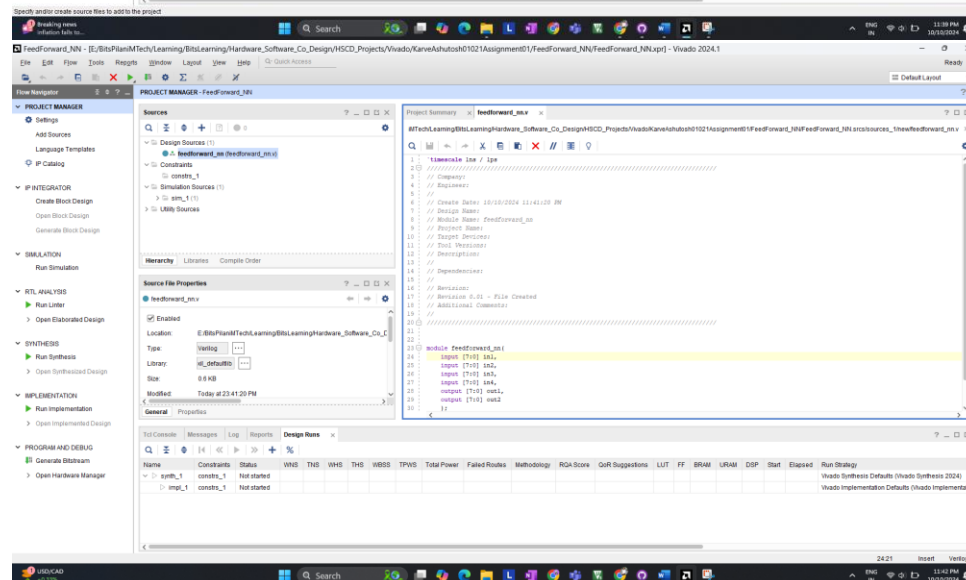 Specify and/or create source files to add to the project
Breaking news
Inflation fails to...
Search
ENG
IN
11:39 PM
10/10/2024
FeedForward_NN - [E:/BitsPilaniMTech/Learning/BitsLearning/Hardware_Software_Co_Design/HSCD_Projects/Vivado/KarveAshutosh01021Assignment01/Feedforward_NN/FeedForward_NN.xpr] - Vivado 2024.1
File Edit Flow Tools Reports Window Layout View Help Quick Access
Ready
Default Layout
Flow Navigator
PROJECT MANAGER - FeedForward_NN
PROJECT MANAGER
Settings
Add Sources
Language Templates
IP Catalog
IP INTEGRATOR
Create Block Design
Open Block Design
Generate Block Design
SIMULATION
Run Simulation
RTL ANALYSIS
Run Linter
Open Elaborated Design
SYNTHESIS
Run Synthesis
Open Synthesized Design
IMPLEMENTATION
Run Implementation
Open Implemented Design
PROGRAM AND DEBUG
Generate Bitstream
Open Hardware Manager
Sources
Design Sources (1)
feedforward_nn (feedforward_nn.v)
Constraints
constrs_1
Simulation Sources (1)
sim_1 (1)
Utility Sources
Hierarchy Libraries Compile Order
Source File Properties
feedforward_nn.v
Enabled
Location: E:/BitsPilaniMTech/Learning/BitsLearning/Hardware_Software_Co_D
Type: Verilog
Library: xil_defaultlib
Size: 0.6 KB
Modified: Today at 23:41:20 PM
General Properties
Project Summary feedforward_nn.v
iMTech/Learning/BitsLearning/Hardware_Software_Co_Design/HSCD_Projects/Vivado/KarveAshutosh01021Assignment01/FeedForward_NN/FeedForward_NN.srcs/sources_1/new/feedforward_nn.v
1 `timescale 1ns / 1ps
2 //////////////////////////////////////////////////////////////////////////////////
3 // Company:
4 // Engineer:
5 //
6 // Create Date: 10/10/2024 11:41:20 PM
7 // Design Name:
8 // Module Name: feedforward_nn
9 // Project Name:
10 // Target Devices:
11 // Tool Versions:
12 // Description:
13 //
14 // Dependencies:
15 //
16 // Revision:
17 // Revision 0.01 - File Created
18 // Additional Comments:
19 //
20 //////////////////////////////////////////////////////////////////////////////////
21
22
23 module feedforward_nn(
24 input [7:0] in1,
25 input [7:0] in2,
26 input [7:0] in3,
27 input [7:0] in4,
28 output [7:0] out1,
29 output [7:0] out2
30 );
Tcl Console Messages Log Reports Design Runs
Name Constraints Status WNS TNS WHS THS WBSS TPWS Total Power Failed Routes Methodology RQA Score QoR Suggestions LUT FF BRAM URAM DSP Start Elapsed Run Strategy
synth_1 constrs_1 Not started Vivado Synthesis Defaults (Vivado Synthesis 2024)
impl_1 constrs_1 Not started Vivado Implementation Defaults (Vivado Implementa
24:21 Insert Verilo
USD/CAD
Search
ENG
IN
11:42 PM
10/10/2024